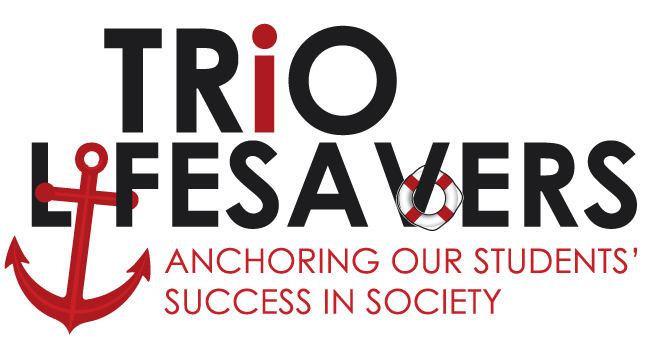 TRiO
LIFESAVERS
ANCHORING OUR STUDENTS'
SUCCESS IN SOCIETY